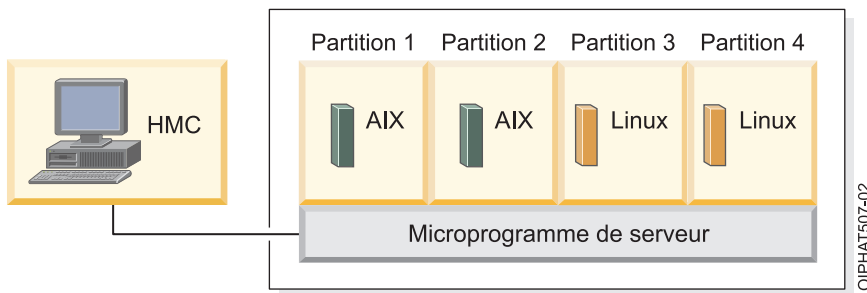 Partition 1 Partition 2 Partition 3 Partition 4
HMC
AIX AIX Linux Linux
Microprogramme de serveur
OIPHAT507-02